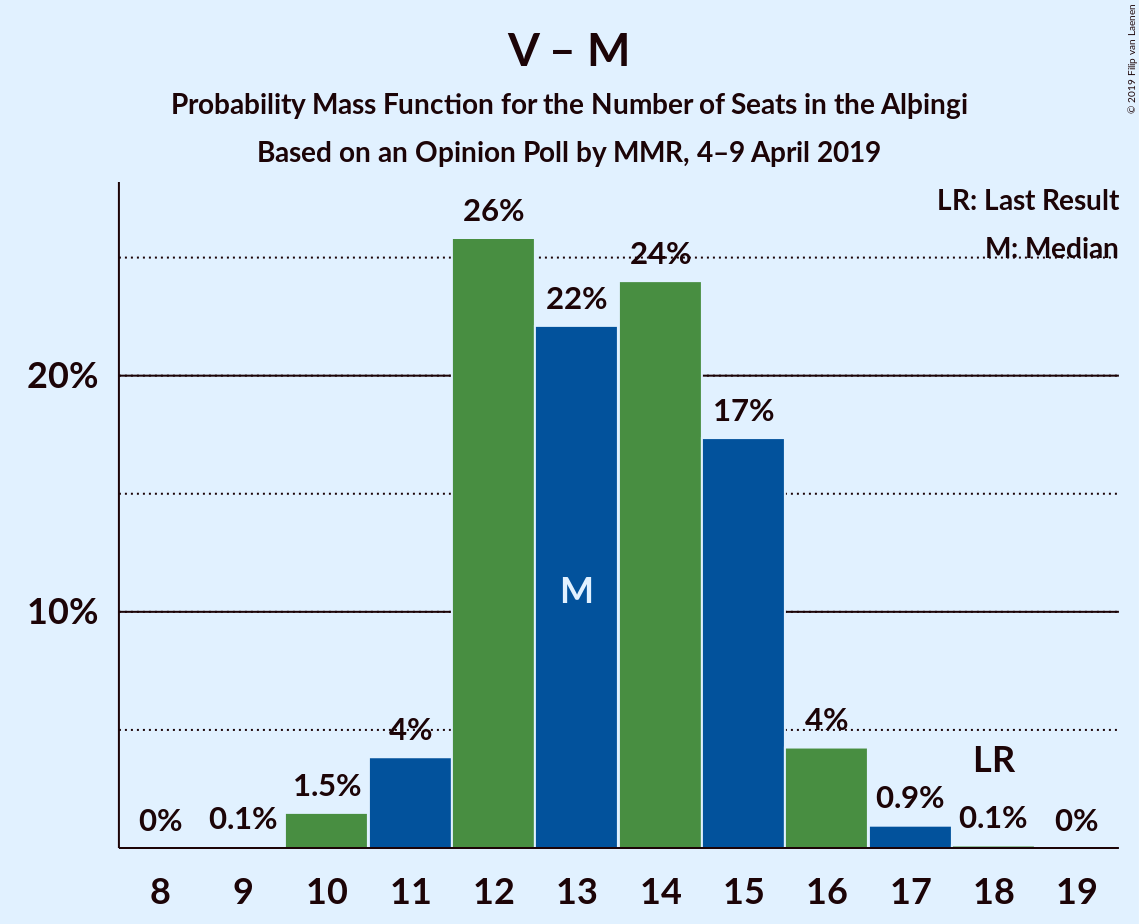 V – M
Probability Mass Function for the Number of Seats in the Alþingi
Based on an Opinion Poll by MMR, 4–9 April 2019
© 2019 Filip van Laenen
LR: Last Result
M: Median
20%
10%
0%
0.1%
1.5%
4%
26%
22%
24%
17%
4%
0.9%
0.1%
0%
M
LR
8 9 10 11 12 13 14 15 16 17 18 19